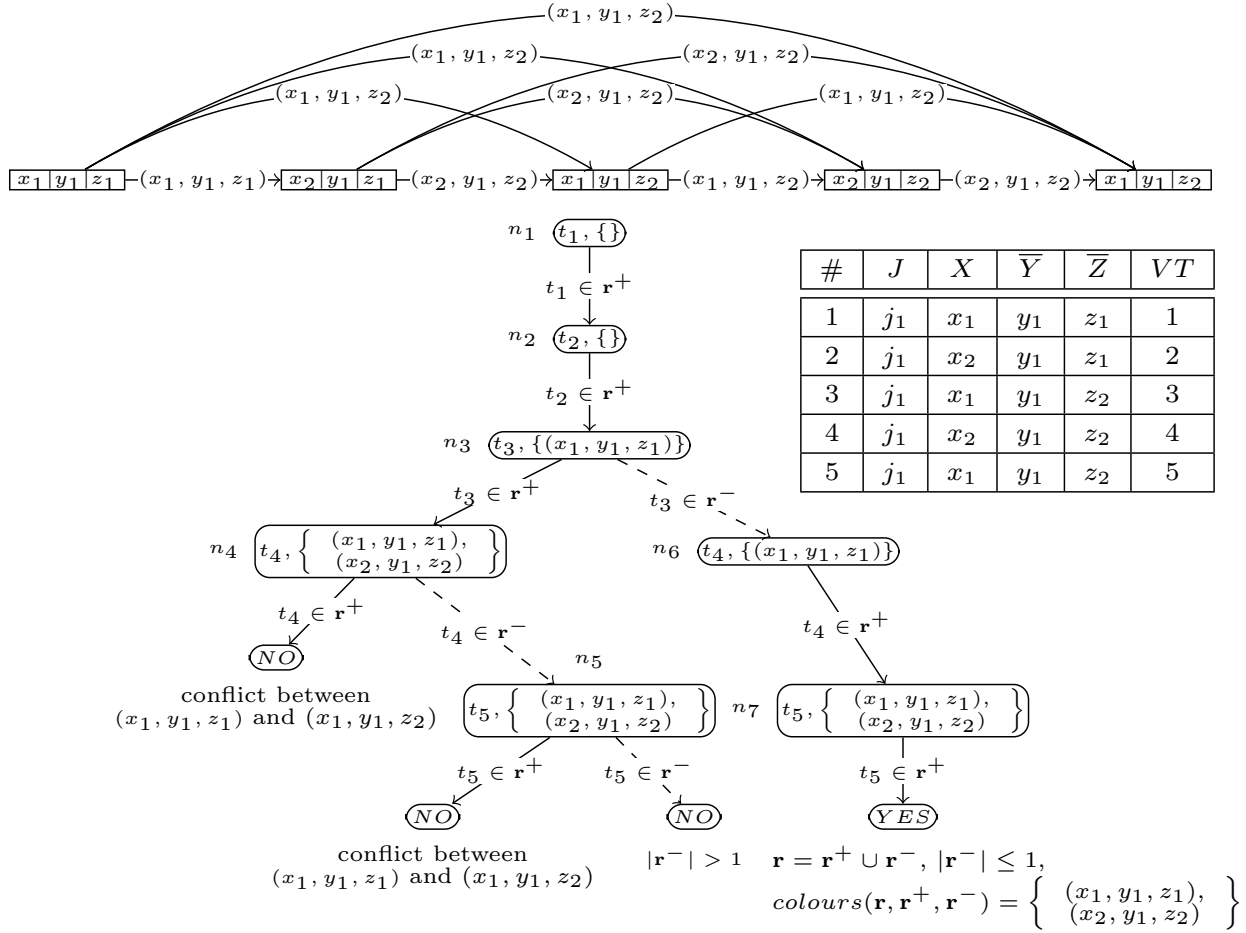 (x₁, y₁, z₂)
(x₁, y₁, z₂) (x₂, y₁, z₂)
(x₁, y₁, z₂) (x₂, y₁, z₂) (x₁, y₁, z₂)
x₁|y₁|z₁ (x₁, y₁, z₁) x₂|y₁|z₁ (x₂, y₁, z₂) x₁|y₁|z₂ (x₁, y₁, z₂) x₂|y₁|z₂ (x₂, y₁, z₂) x₁|y₁|z₂
n₁ t₁, {}
t₁ ∈ r⁺
n₂ t₂, {}
t₂ ∈ r⁺
n₃ t₃, {(x₁, y₁, z₁)}
# J X Y̅ Z̅ VT
1 j₁ x₁ y₁ z₁ 1
2 j₁ x₂ y₁ z₁ 2
3 j₁ x₁ y₁ z₂ 3
4 j₁ x₂ y₁ z₂ 4
5 j₁ x₁ y₁ z₂ 5
t₃ ∈ r⁺ t₃ ∈ r⁻
n₄ t₄, { (x₁, y₁, z₁),
(x₂, y₁, z₂) }
n₆ t₄, {(x₁, y₁, z₁)}
t₄ ∈ r⁺ t₄ ∈ r⁻ t₄ ∈ r⁺
NO
conflict between
(x₁, y₁, z₁) and (x₁, y₁, z₂)
n₅
t₅, { (x₁, y₁, z₁),
(x₂, y₁, z₂) }
n₇ t₅, { (x₁, y₁, z₁),
(x₂, y₁, z₂) }
t₅ ∈ r⁺ t₅ ∈ r⁻ t₅ ∈ r⁺
NO NO YES
conflict between
(x₁, y₁, z₁) and (x₁, y₁, z₂)
|r⁻| > 1
r = r⁺ ∪ r⁻, |r⁻| ≤ 1,
colours(r, r⁺, r⁻) = { (x₁, y₁, z₁),
(x₂, y₁, z₂) }